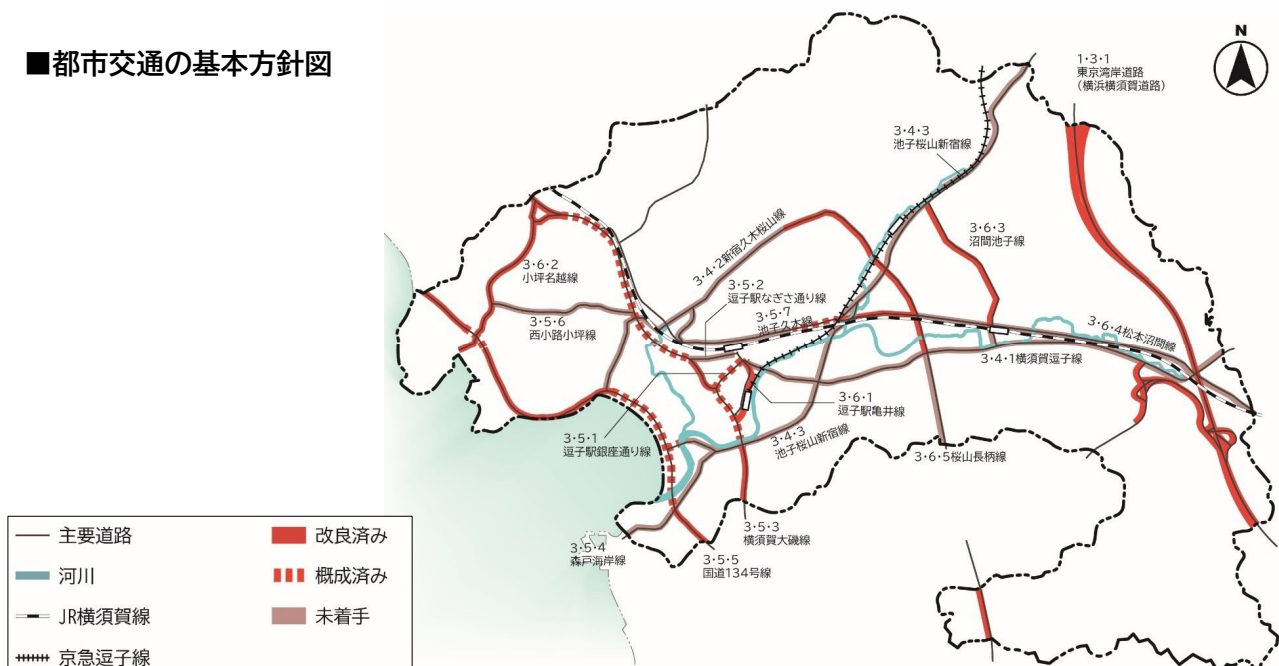 ■都市交通の基本方針図
N
1・3・1
東京湾岸道路
(横浜横須賀道路)
3・4・3
池子桜山新宿線
3・6・3
沼間池子線
3・4・2新宿久木桜山線
3・6・2
小坪名越線
3・5・2
逗子駅なぎさ通り線
3・5・7
池子久木線
3・5・6
西小路小坪線
3・6・4松本沼間線
3・4・1横須賀逗子線
3・6・1
逗子駅亀井線
3・5・1
逗子駅銀座通り線
3・4・3
池子桜山新宿線
3・6・5桜山長柄線
3・5・3
横須賀大磯線
3・5・4
森戸海岸線
3・5・5
国道134号線
主要道路
河川
JR横須賀線
京急逗子線
改良済み
概成済み
未着手